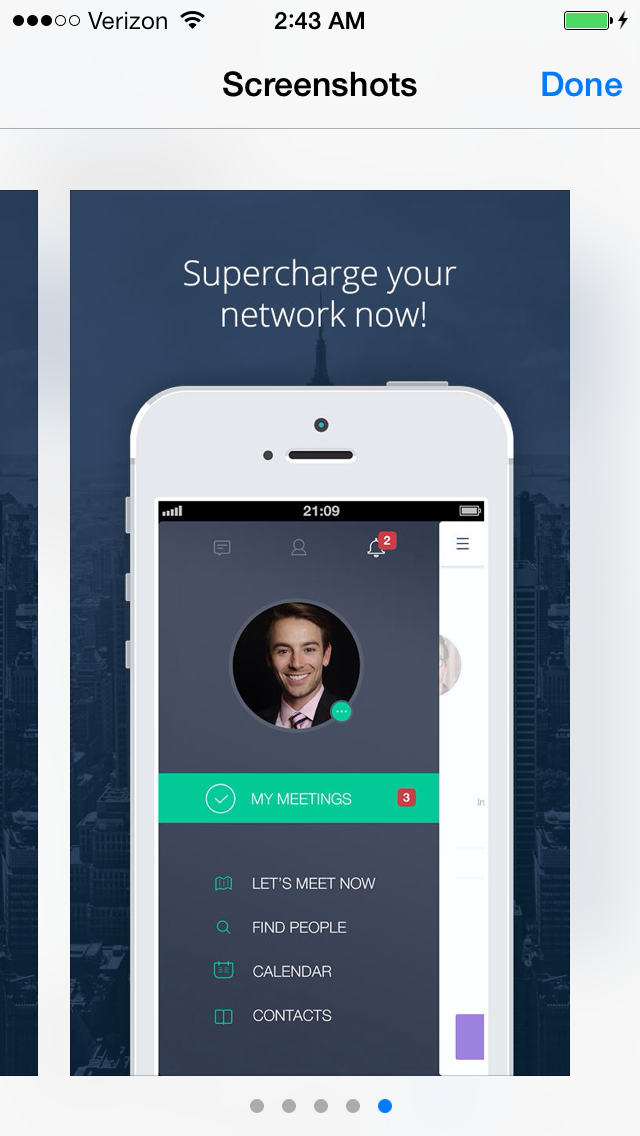 Verizon 2:43 AM
Screenshots Done
Supercharge your
network now!
21:09
2
MY MEETINGS 3
In
LET'S MEET NOW
FIND PEOPLE
CALENDAR
CONTACTS